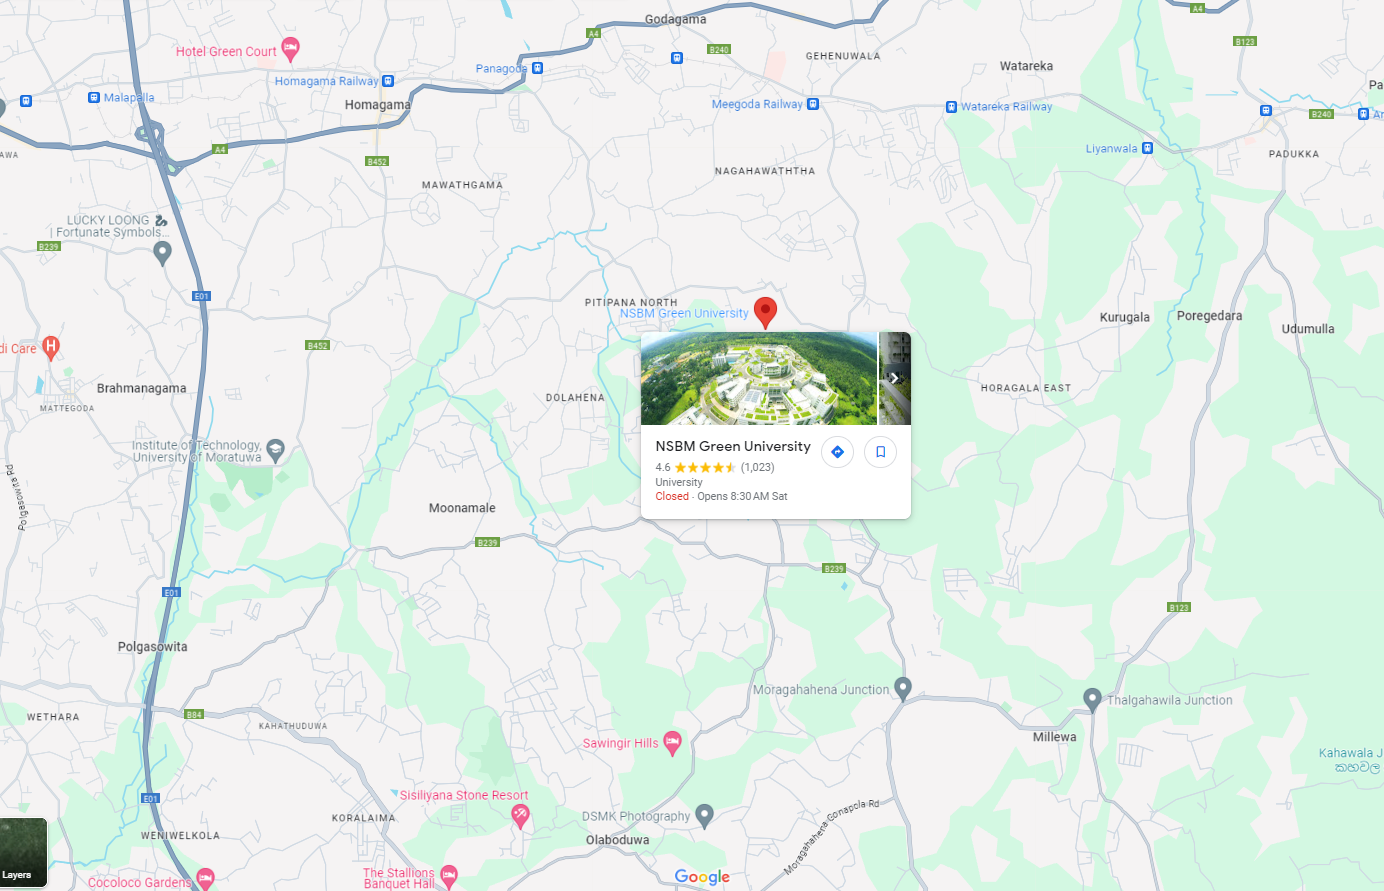 Godagama
A4
A4
Hotel Green Court
B240
B123
GEHENUWALA
Watareka
Panagoda
Homagama Railway
Malapalla
Homagama
Meegoda Railway
Watareka Railway
B240
A4
Liyanwala
PADUKKA
B452
NAGAHAWATHTHA
MAWATHGAMA
LUCKY LOONG
| Fortunate Symbols...
B239
E01
PITIPANA NORTH
NSBM Green University
Kurugala
Poregedara
Udumulla
B452
di Care
Brahmanagama
HORAGALA EAST
DOLAHENA
MATTEGODA
Institute of Technology,
University of Moratuwa
NSBM Green University
4.6 (1,023)
University
Closed · Opens 8:30 AM Sat
Polgasowita Rd
Moonamale
B239
B239
E01
B123
Polgasowita
Moragahahena Junction
Thalgahawila Junction
WETHARA
B84
KAHATHUDUWA
Millewa
Sawingir Hills
Kahawala J
කහවල
E01
Sisiliyana Stone Resort
KORALAIMA
DSMK Photography
Moragahahena Gonapola Rd
WENIWELKOLA
Olaboduwa
Layers
Cocoloco Gardens
The Stallions
Banquet Hall
Google